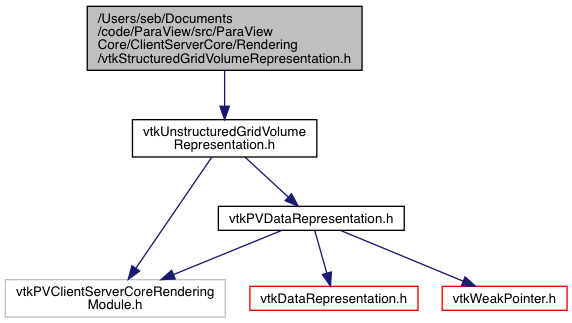 /Users/seb/Documents
/code/ParaView/src/ParaView
Core/ClientServerCore/Rendering
/vtkStructuredGridVolumeRepresentation.h
vtkUnstructuredGridVolume
Representation.h
vtkPVDataRepresentation.h
vtkPVClientServerCoreRendering
Module.h
vtkDataRepresentation.h
vtkWeakPointer.h